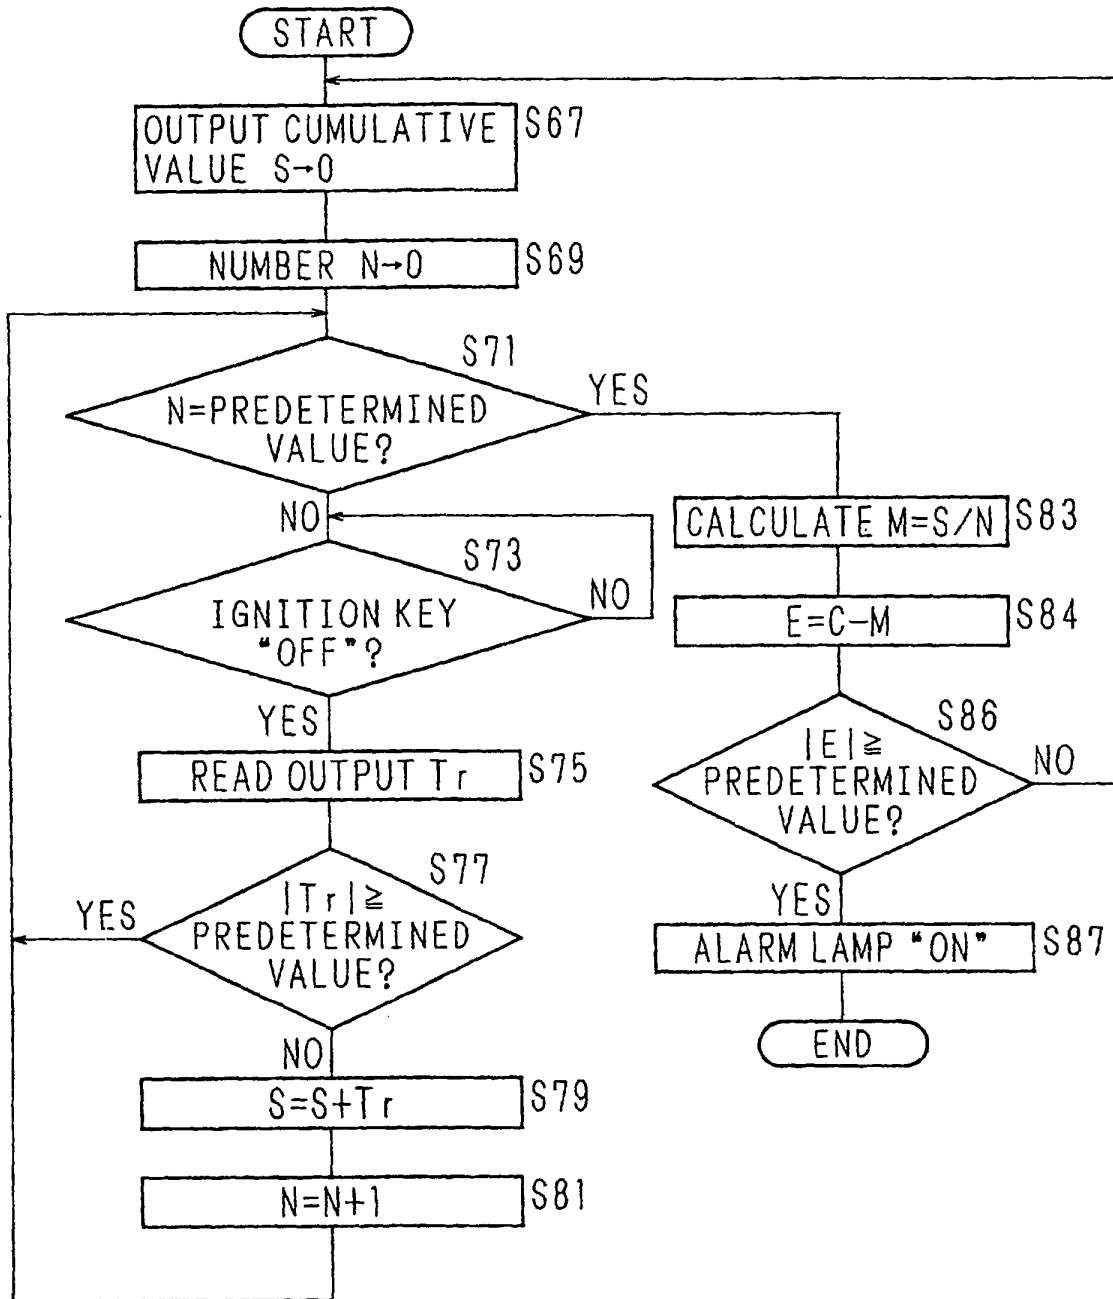 START
OUTPUT CUMULATIVE
VALUE S→0
S67
NUMBER N→0
S69
S71
N=PREDETERMINED
VALUE?
YES
NO
S73
IGNITION KEY
"OFF"?
NO
YES
READ OUTPUT Tr
S75
S77
|Tr|≧
PREDETERMINED
VALUE?
YES
NO
S=S+Tr
S79
N=N+1
S81
CALCULATE M=S/N
S83
E=C-M
S84
S86
|E|≧
PREDETERMINED
VALUE?
NO
YES
ALARM LAMP "ON"
S87
END